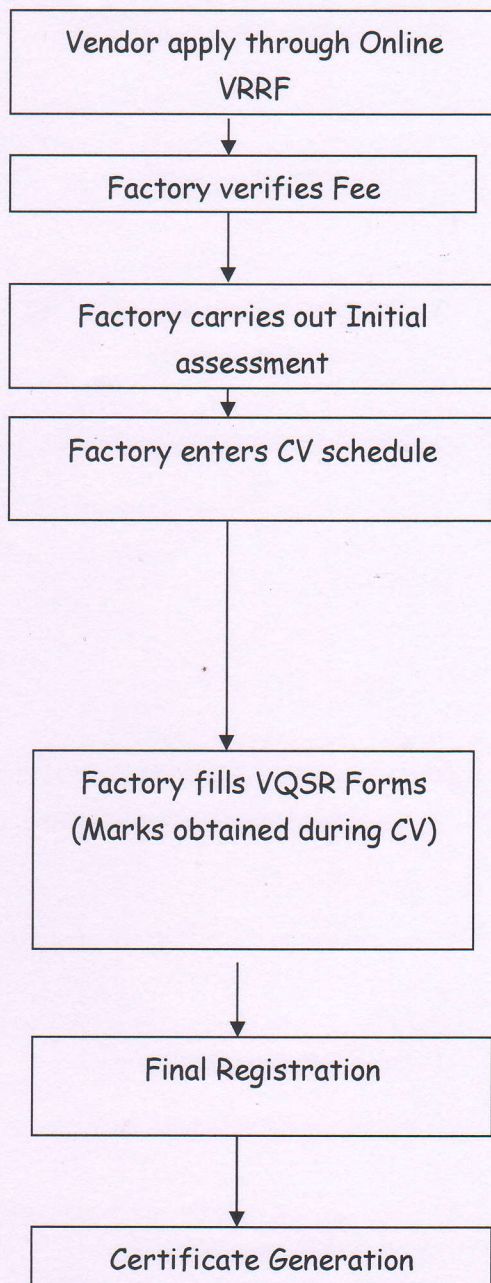 Vendor apply through Online
VRRF
Factory verifies Fee
Factory carries out Initial
assessment
Factory enters CV schedule
Factory fills VQSR Forms
(Marks obtained during CV)
Final Registration
Certificate Generation